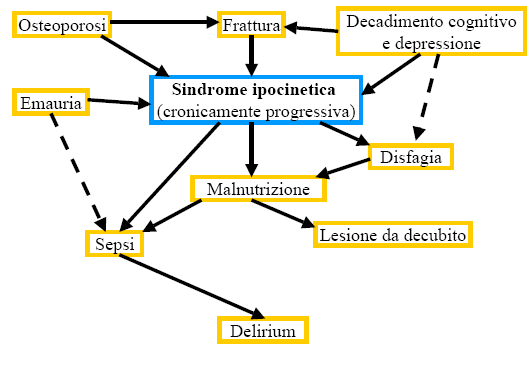 Osteoporosi
Frattura
Decadimento cognitivo
e depressione
Sindrome ipocinetica
(cronicamente progressiva)
Emauria
Disfagia
Malnutrizione
Lesione da decubito
Sepsi
Delirium